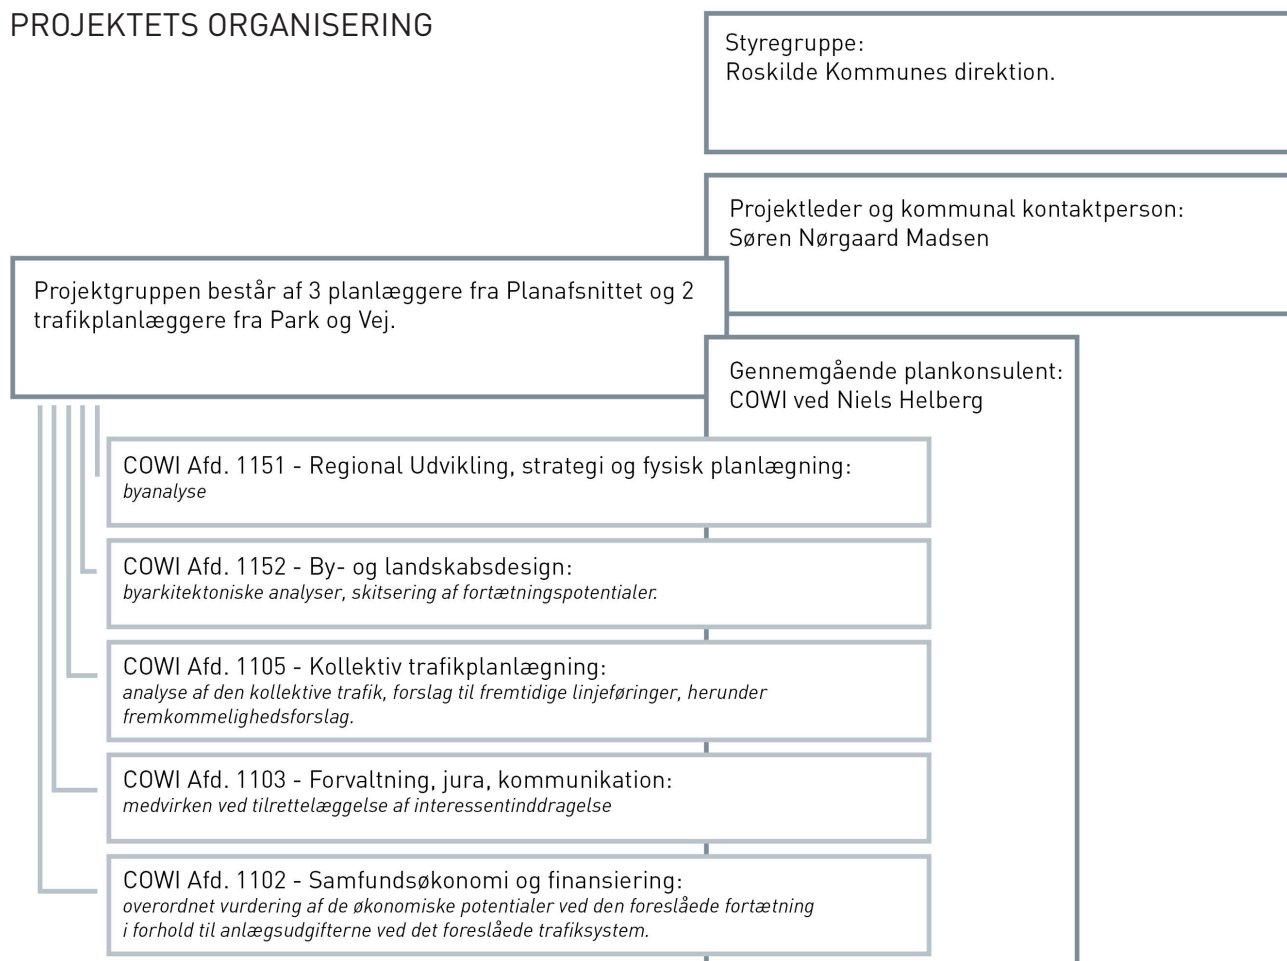 PROJEKTETS ORGANISERING
Styregruppe:
Roskilde Kommunes direktion.
Projektleder og kommunal kontaktperson:
Søren Nørgaard Madsen
Projektgruppen består af 3 planlæggere fra Planafsnittet og 2
trafikplanlæggere fra Park og Vej.
Gennemgående plankonsulent:
COWI ved Niels Helberg
COWI Afd. 1151 - Regional Udvikling, strategi og fysisk planlægning:
byanalyse
COWI Afd. 1152 - By- og landskabsdesign:
byarkitektoniske analyser, skitsering af fortætningspotentialer.
COWI Afd. 1105 - Kollektiv trafikplanlægning:
analyse af den kollektive trafik, forslag til fremtidige linjeføringer, herunder
fremkommelighedsforslag.
COWI Afd. 1103 - Forvaltning, jura, kommunikation:
medvirken ved tilrettelæggelse af interessentinddragelse
COWI Afd. 1102 - Samfundsøkonomi og finansiering:
overordnet vurdering af de økonomiske potentialer ved den foreslåede fortætning
i forhold til anlægsudgifterne ved det foreslåede trafiksystem.